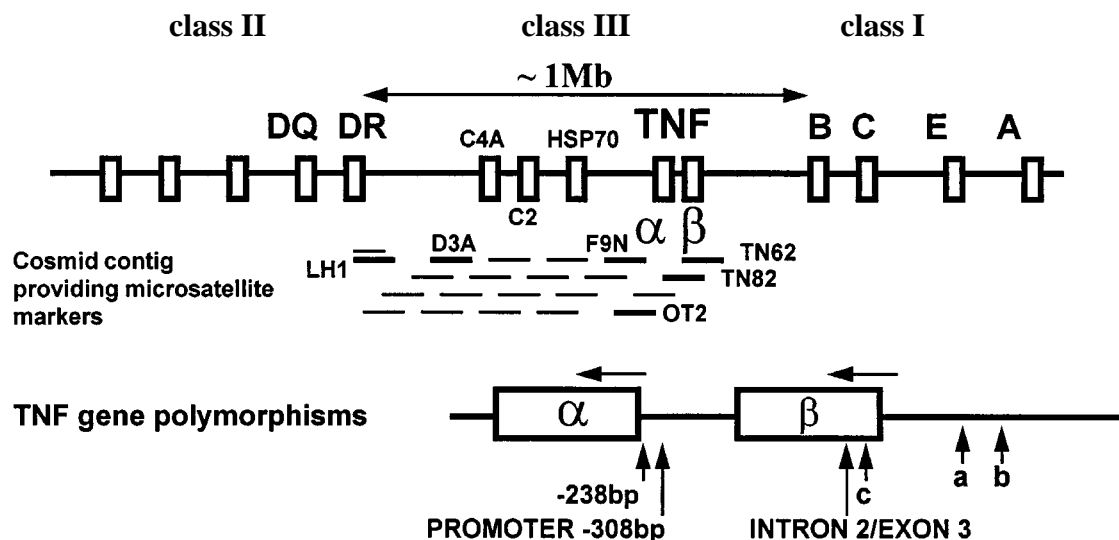 class II class III class I
~ 1Mb
DQ DR C4A HSP70 TNF B C E A
C2 α β
Cosmid contig
providing microsatellite
markers
LH1 D3A F9N TN62
TN82
OT2
TNF gene polymorphisms
α β
-238bp c a b
PROMOTER -308bp INTRON 2/EXON 3